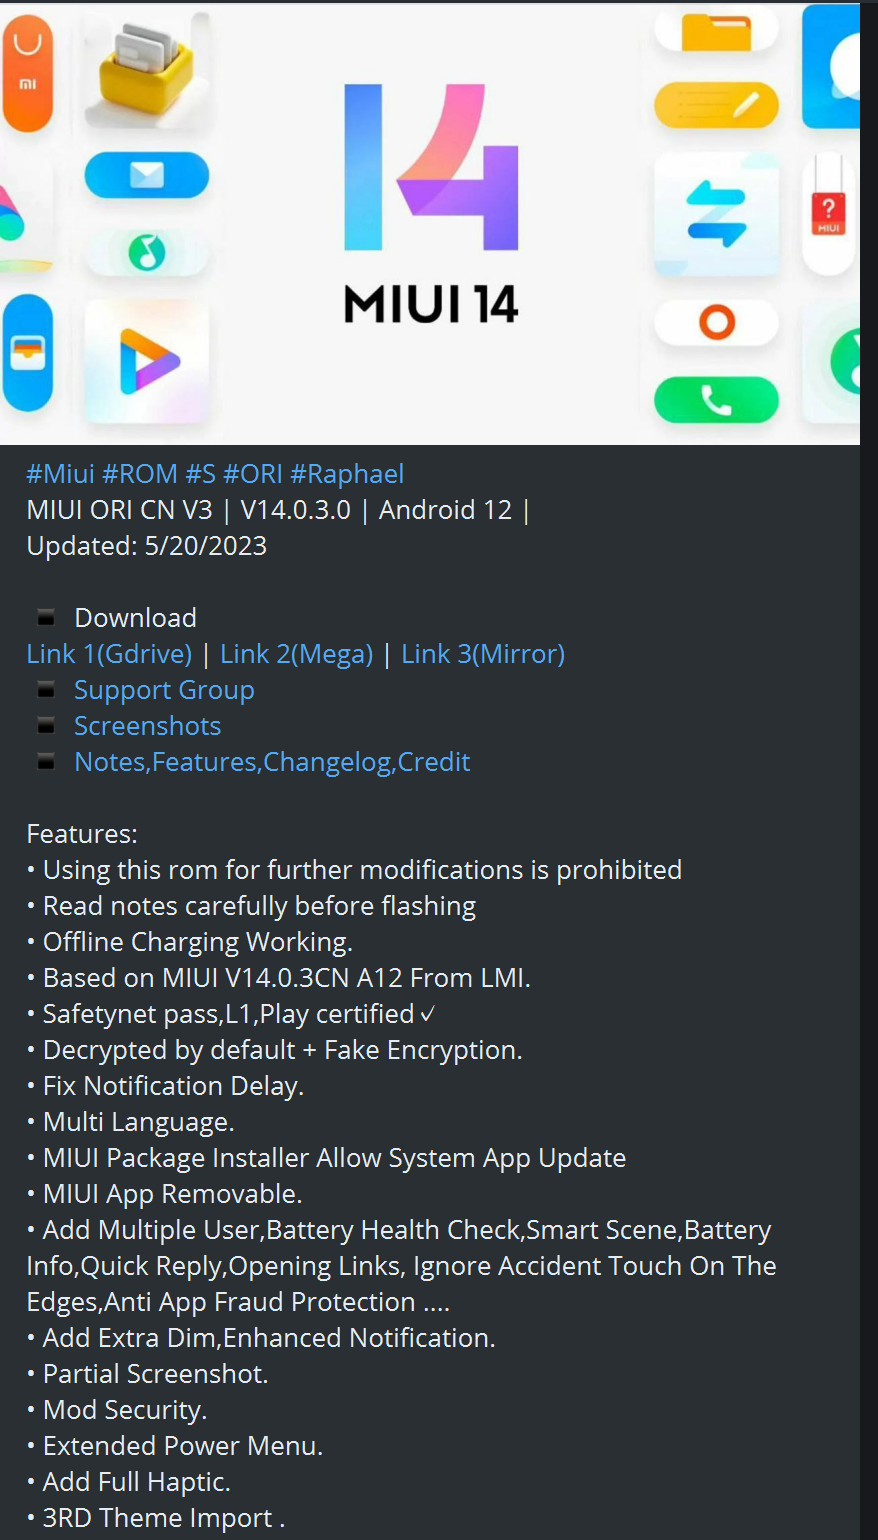 mi
?
MIUI
14
MIUI 14
#Miui #ROM #S #ORI #Raphael
MIUI ORI CN V3 | V14.0.3.0 | Android 12 |
Updated: 5/20/2023
▪ Download
Link 1(Gdrive) | Link 2(Mega) | Link 3(Mirror)
▪ Support Group
▪ Screenshots
▪ Notes,Features,Changelog,Credit
Features:
• Using this rom for further modifications is prohibited
• Read notes carefully before flashing
• Offline Charging Working.
• Based on MIUI V14.0.3CN A12 From LMI.
• Safetynet pass,L1,Play certified ✓
• Decrypted by default + Fake Encryption.
• Fix Notification Delay.
• Multi Language.
• MIUI Package Installer Allow System App Update
• MIUI App Removable.
• Add Multiple User,Battery Health Check,Smart Scene,Battery
Info,Quick Reply,Opening Links, Ignore Accident Touch On The
Edges,Anti App Fraud Protection ....
• Add Extra Dim,Enhanced Notification.
• Partial Screenshot.
• Mod Security.
• Extended Power Menu.
• Add Full Haptic.
• 3RD Theme Import .